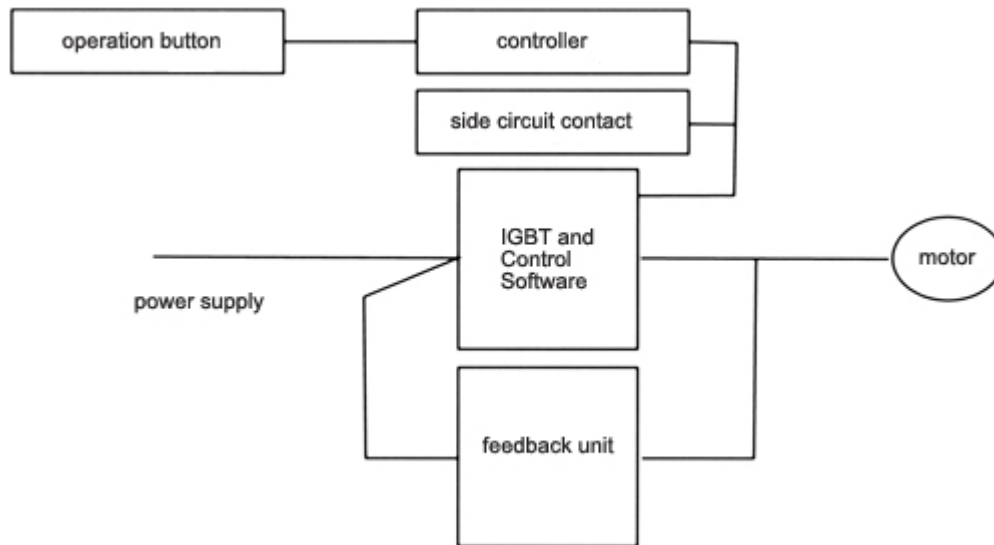 operation button
controller
side circuit contact
IGBT and
Control
Software
motor
power supply
feedback unit